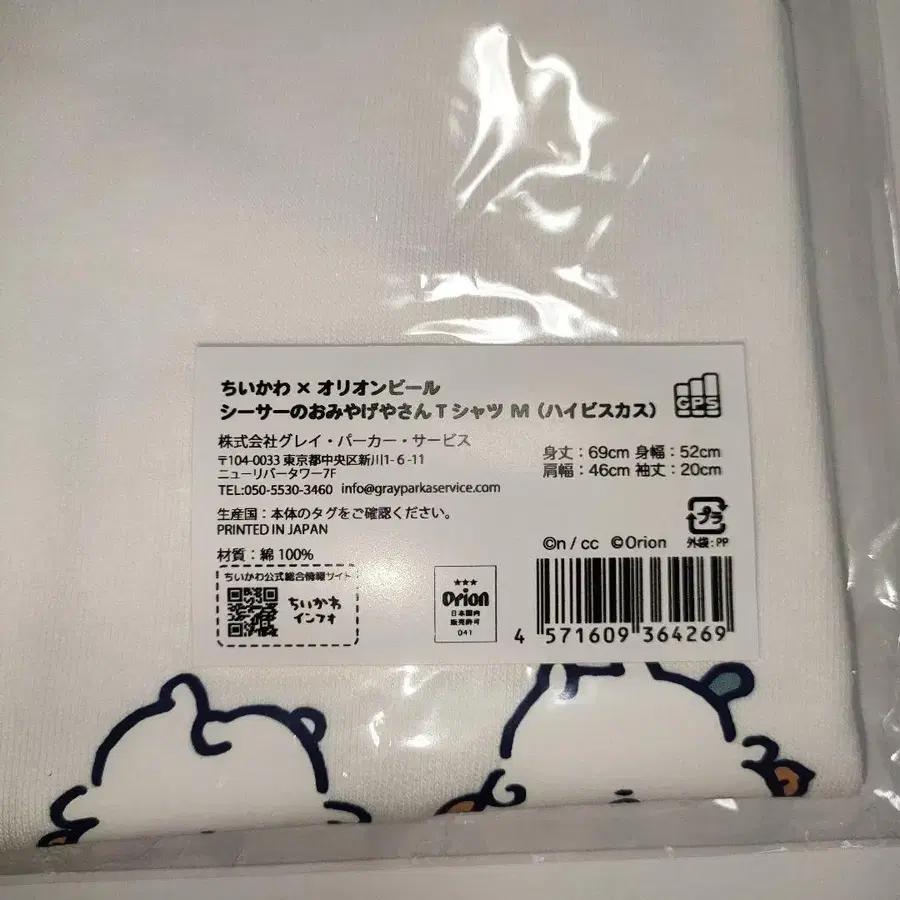 ちいかわ × オリオンビール
シーサーのおみやげやさん T シャツ M（ハイビスカス）
GPS
株式会社グレイ・パーカー・サービス
〒104-0033 東京都中央区新川1-6-11
ニューリバータワー7F
TEL:050-5530-3460 info@grayparkaservice.com
身丈：69cm 身幅：52cm
肩幅：46cm 袖丈：20cm
生産国：本体のタグをご確認ください。
PRINTED IN JAPAN
材質：綿 100%
プラ
外袋：PP
©n / cc ©Orion
ちいかわ公式総合情報サイト
ちいかわ
インフォ
★★★
Orion
日本国内
販売許可
041
4 571609 364269